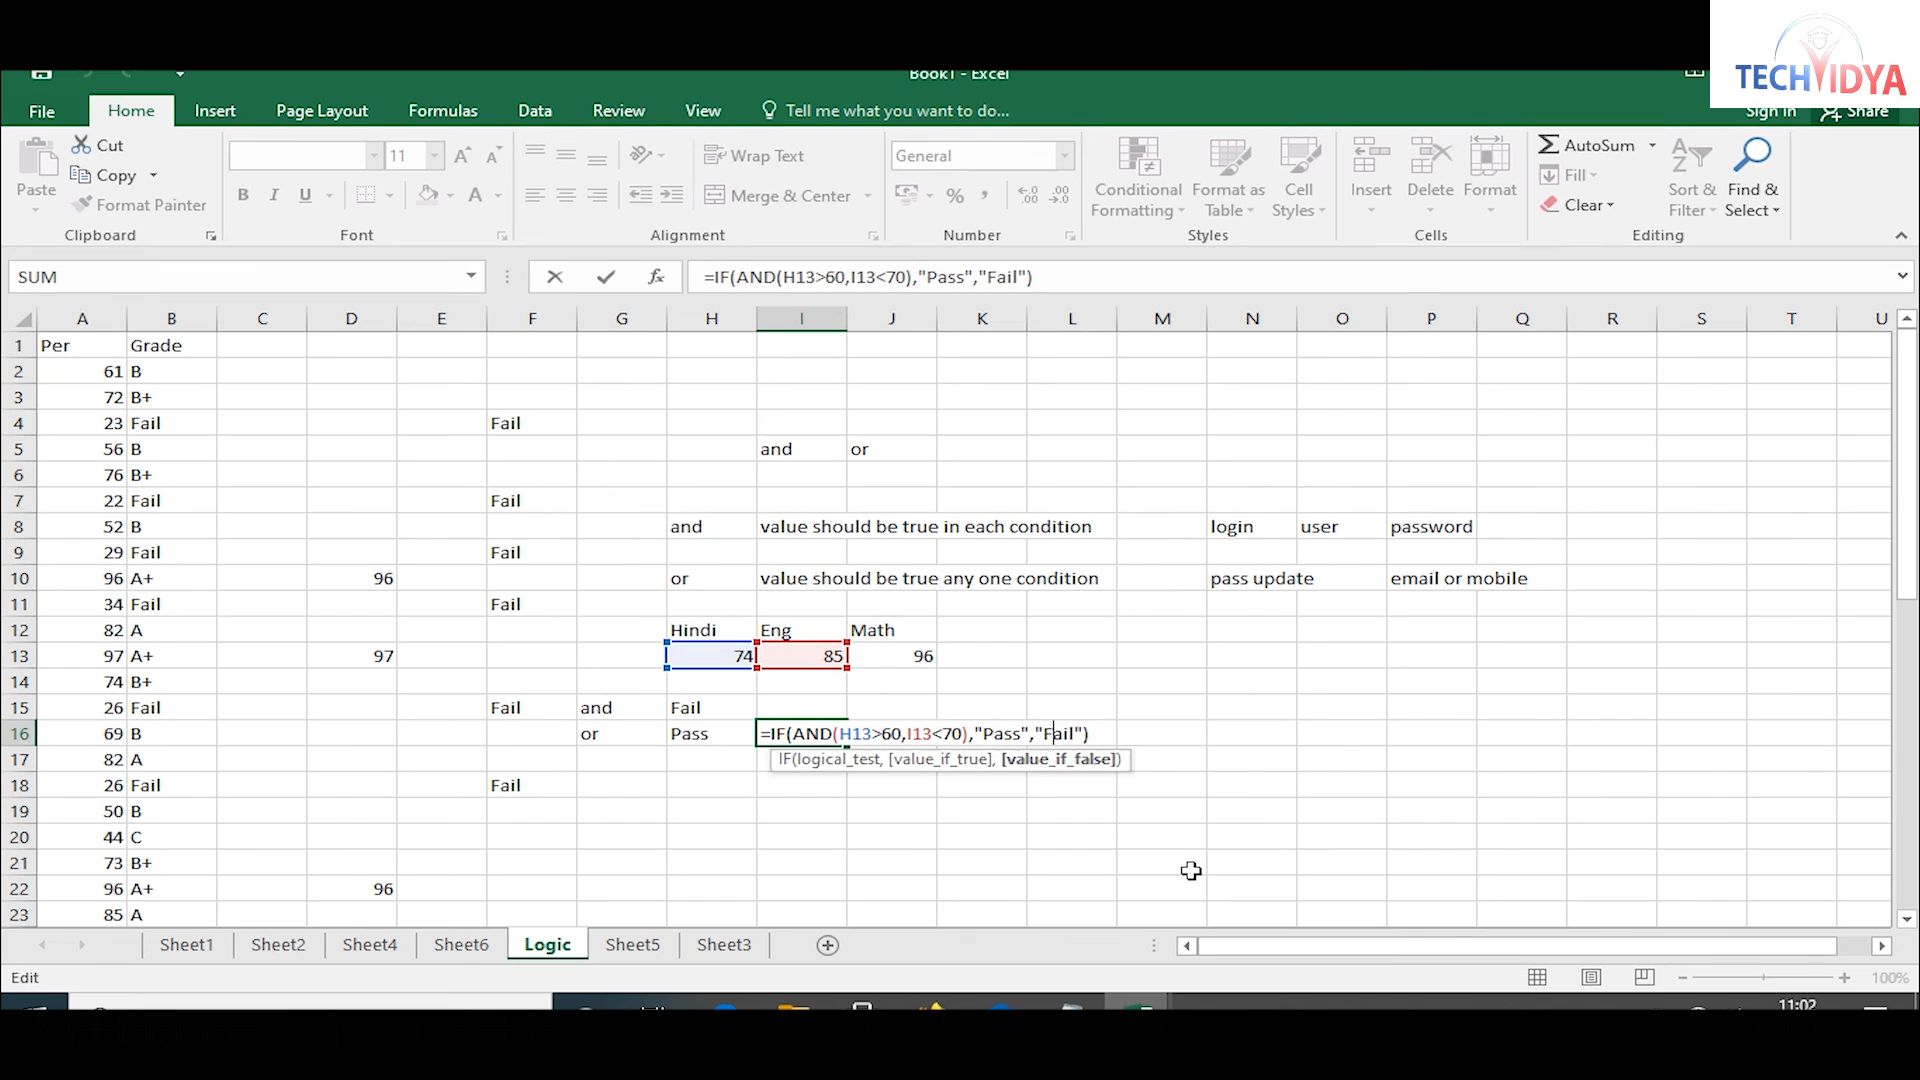 TECHVIDYA
Book1 - Excel
File Home Insert Page Layout Formulas Data Review View Tell me what you want to do... Sign in Share
Paste Cut Copy Format Painter Clipboard
11 B I U A Font
Wrap Text Merge & Center Alignment
General % Number
Conditional Formatting Format as Table Cell Styles Styles
Insert Delete Format Cells
AutoSum Fill Clear Sort & Filter Find & Select Editing
SUM fx =IF(AND(H13>60,I13<70),"Pass","Fail")
A B C D E F G H I J K L M N O P Q R S T U
1 Per Grade
2 61 B
3 72 B+
4 23 Fail Fail
5 56 B and or
6 76 B+
7 22 Fail Fail
8 52 B and value should be true in each condition login user password
9 29 Fail Fail
10 96 A+ 96 or value should be true any one condition pass update email or mobile
11 34 Fail Fail
12 82 A Hindi Eng Math
13 97 A+ 97 74 85 96
14 74 B+
15 26 Fail Fail and Fail
16 69 B or Pass =IF(AND(H13>60,I13<70),"Pass","Fail")
17 82 A IF(logical_test, [value_if_true], [value_if_false])
18 26 Fail Fail
19 50 B
20 44 C
21 73 B+
22 96 A+ 96
23 85 A
Sheet1 Sheet2 Sheet4 Sheet6 Logic Sheet5 Sheet3
Edit 100%
11:02